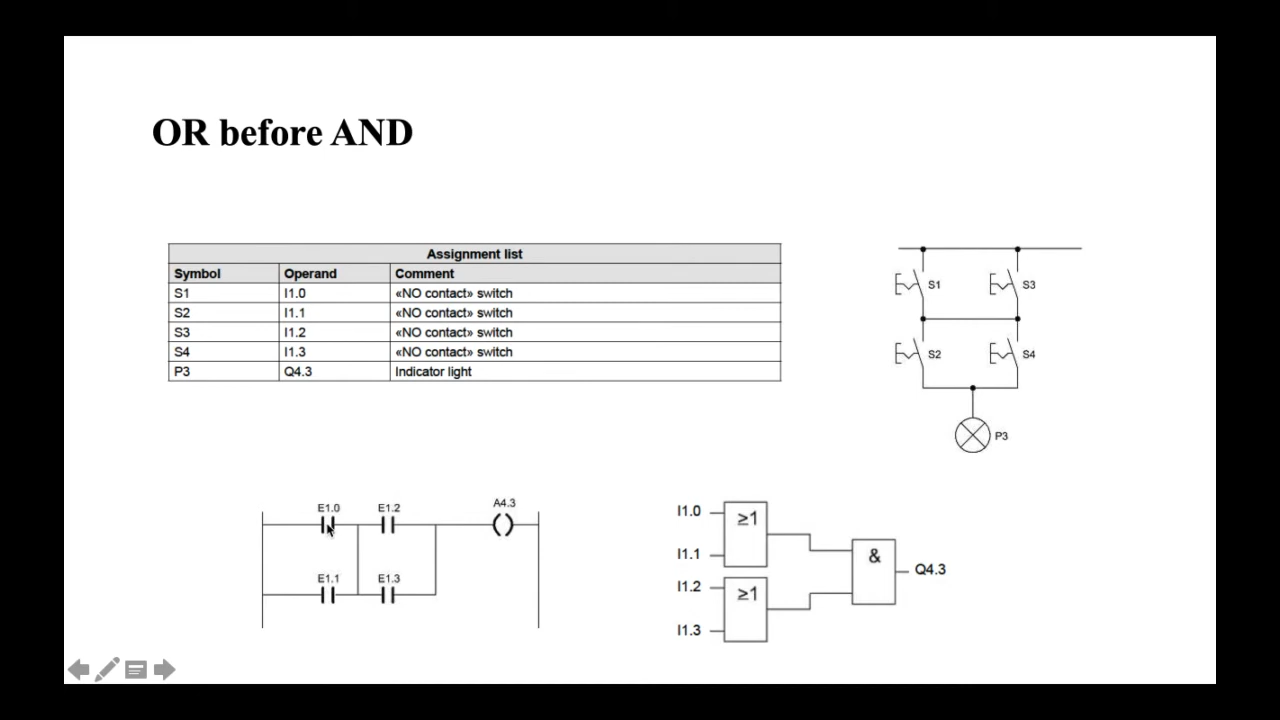 OR before AND
Assignment list
Symbol Operand Comment
S1 I1.0 «NO contact» switch
S2 I1.1 «NO contact» switch
S3 I1.2 «NO contact» switch
S4 I1.3 «NO contact» switch
P3 Q4.3 Indicator light
S1 S3
S2 S4
P3
E1.0 E1.2 A4.3
E1.1 E1.3
I1.0 ≥1
I1.1
& Q4.3
I1.2 ≥1
I1.3